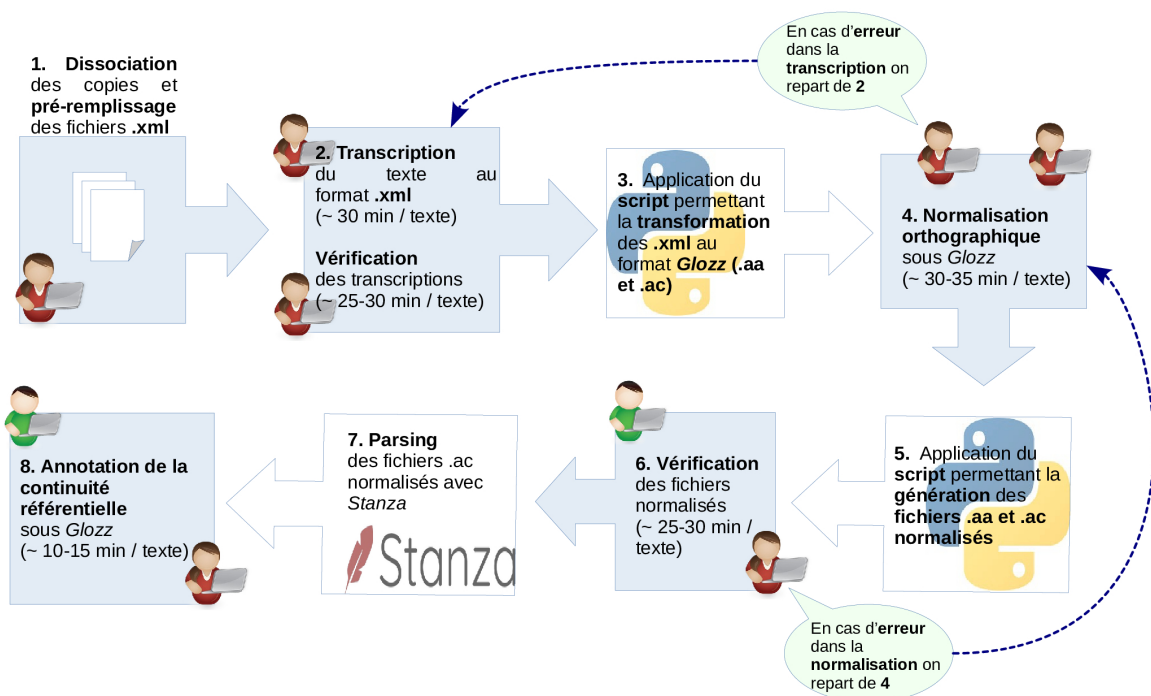 1. Dissociation
des copies et
pré-remplissage
des fichiers .xml
2. Transcription
du texte au
format .xml
(~ 30 min / texte)
Vérification
des transcriptions
(~ 25-30 min / texte)
3. Application du
script permettant
la transformation
des .xml au
format Glozz (.aa
et .ac)
En cas d'erreur
dans la
transcription on
repart de 2
4. Normalisation
orthographique
sous Glozz
(~ 30-35 min / texte)
5. Application du
script permettant la
génération des
fichiers .aa et .ac
normalisés
6. Vérification
des fichiers
normalisés
(~ 25-30 min /
texte)
En cas d'erreur
dans la
normalisation on
repart de 4
7. Parsing
des fichiers .ac
normalisés avec
Stanza
Stanza
8. Annotation de la
continuité
référentielle
sous Glozz
(~ 10-15 min / texte)